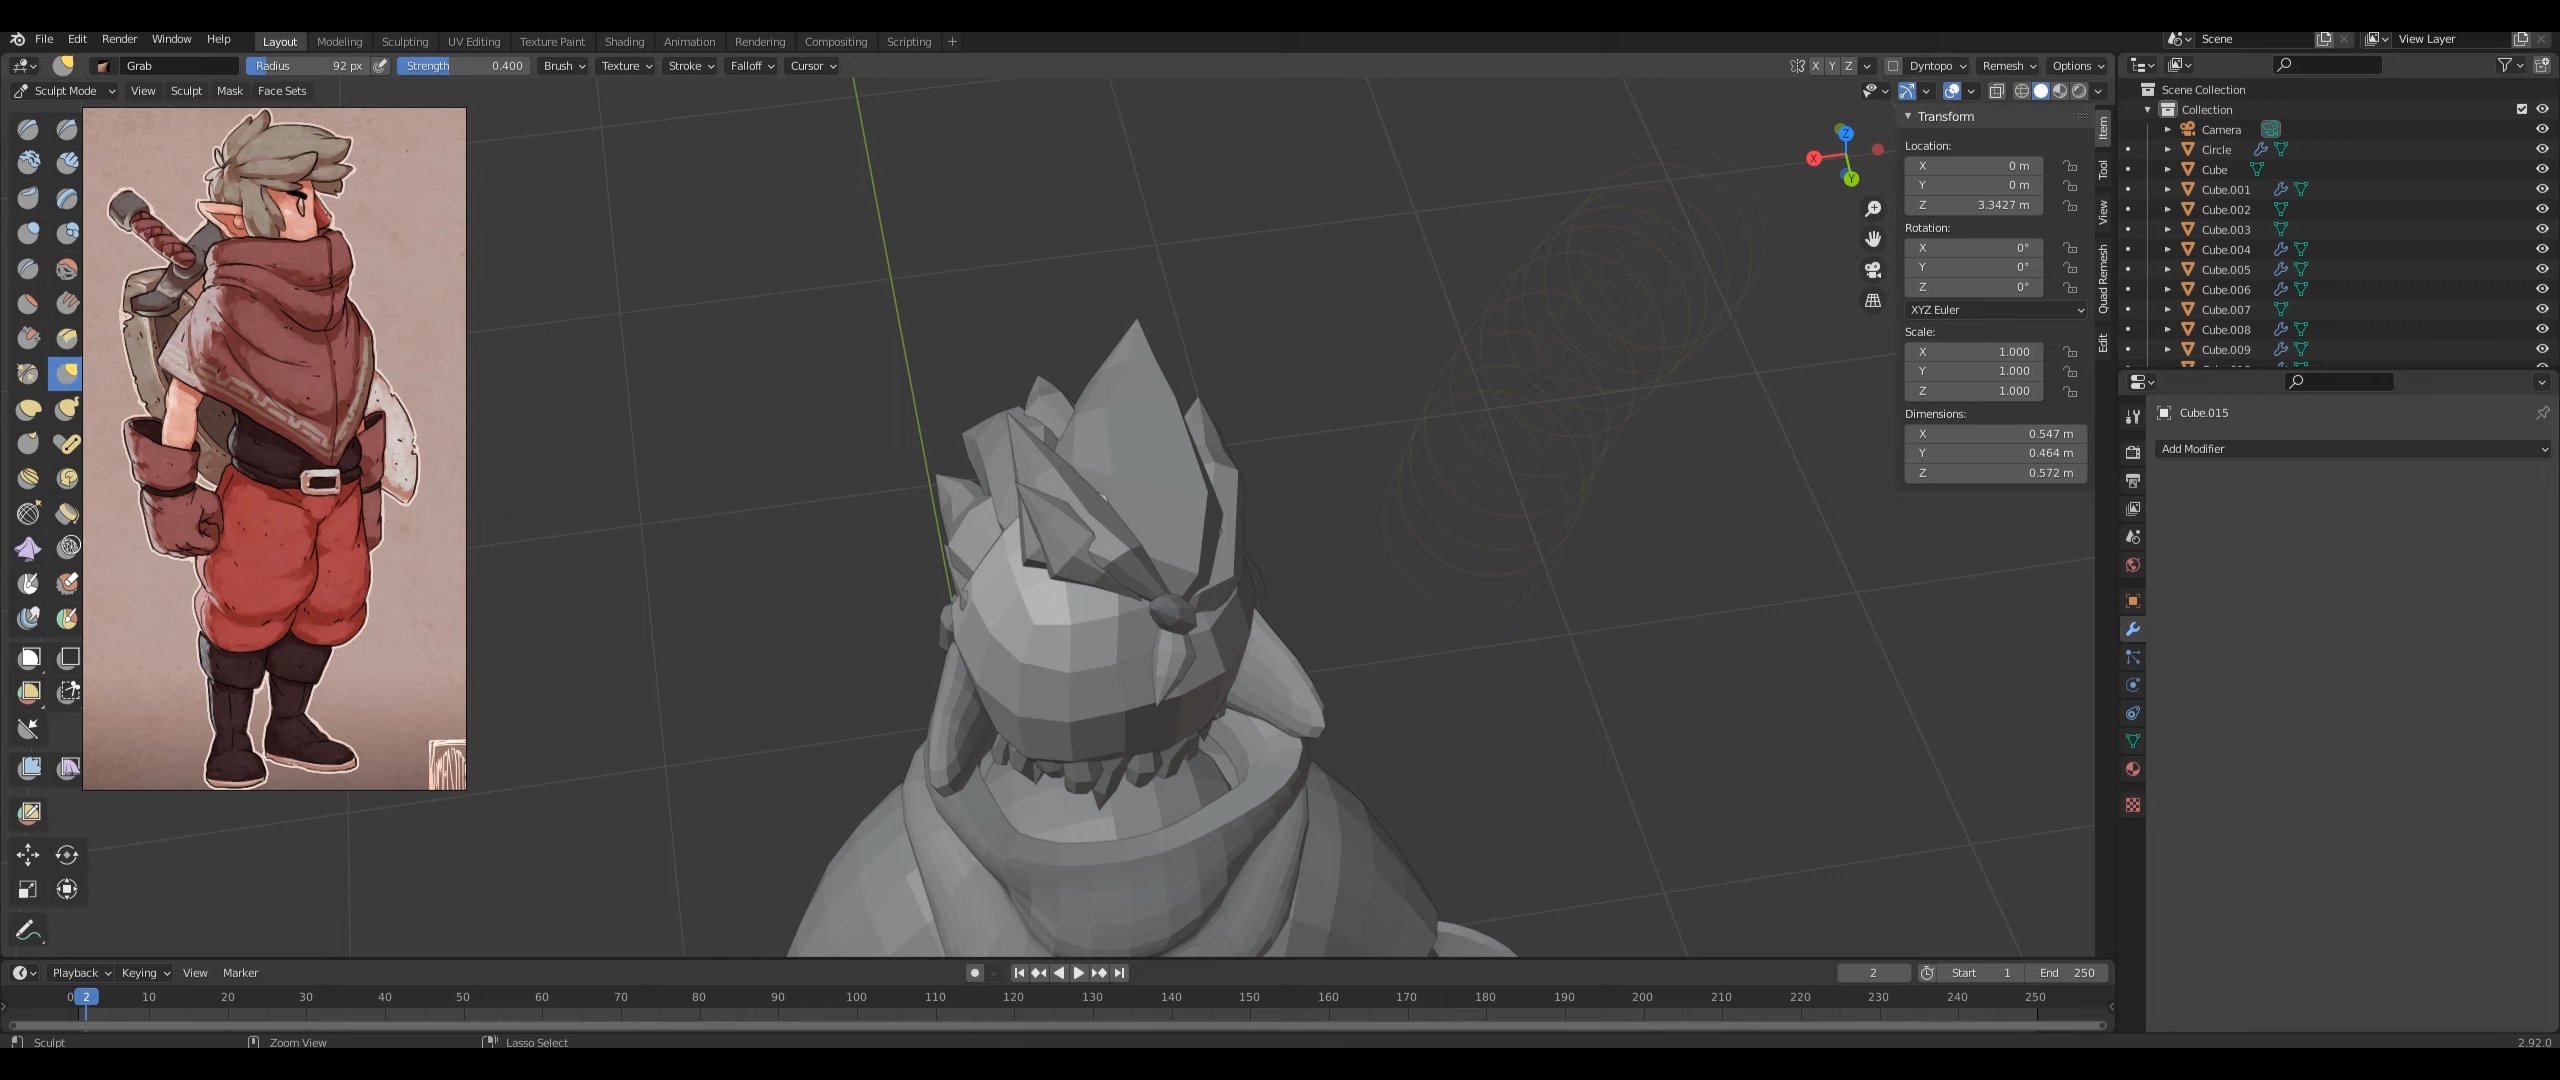 File Edit Render Window Help Layout Modeling Sculpting UV Editing Texture Paint Shading Animation Rendering Compositing Scripting + Scene View Layer
Grab Radius 92 px Strength 0.400 Brush Texture Stroke Falloff Cursor X Y Z Dyntopo Remesh Options
Sculpt Mode View Sculpt Mask Face Sets
Scene Collection
Collection
Camera
Circle
Cube
Cube.001
Cube.002
Cube.003
Cube.004
Cube.005
Cube.006
Cube.007
Cube.008
Cube.009
Z
X
Y
Transform
Location:
X 0 m
Y 0 m
Z 3.3427 m
Rotation:
X 0°
Y 0°
Z 0°
XYZ Euler
Scale:
X 1.000
Y 1.000
Z 1.000
Dimensions:
X 0.547 m
Y 0.464 m
Z 0.572 m
Item
Tool
View
Quad Remesh
Edit
Cube.015
Add Modifier
Playback Keying View Marker 2 Start 1 End 250
0 2 10 20 30 40 50 60 70 80 90 100 110 120 130 140 150 160 170 180 190 200 210 220 230 240 250
Sculpt Zoom View Lasso Select 2.92.0